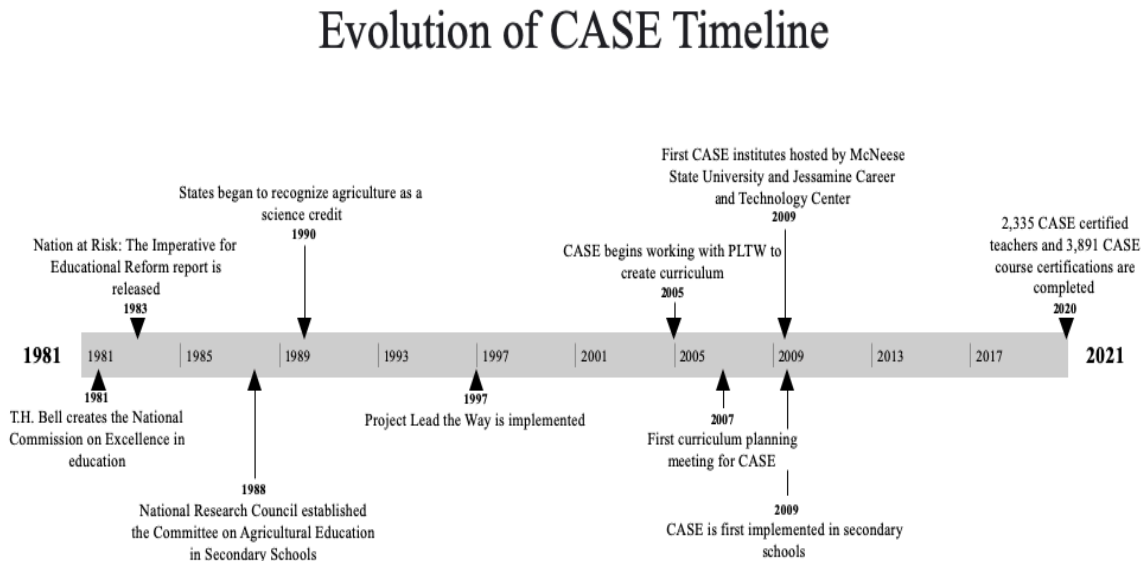 Evolution of CASE Timeline
First CASE institutes hosted by McNeese
State University and Jessamine Career
and Technology Center
2009
States began to recognize agriculture as a
science credit
1990
2,335 CASE certified
teachers and 3,891 CASE
course certifications are
completed
2020
Nation at Risk: The Imperative for
Educational Reform report is
released
1983
CASE begins working with PLTW to
create curriculum
2005
1981
1981
1985
1989
1993
1997
2001
2005
2009
2013
2017
2021
1981
T.H. Bell creates the National
Commission on Excellence in
education
1997
Project Lead the Way is implemented
2007
First curriculum planning
meeting for CASE
1988
National Research Council established
the Committee on Agricultural Education
in Secondary Schools
2009
CASE is first implemented in secondary
schools